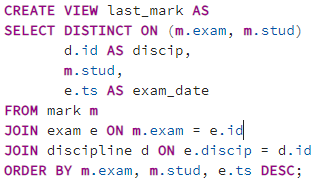 CREATE VIEW last_mark AS
SELECT DISTINCT ON (m.exam, m.stud)
d.id AS discip,
m.stud,
e.ts AS exam_date
FROM mark m
JOIN exam e ON m.exam = e.id
JOIN discipline d ON e.discip = d.id
ORDER BY m.exam, m.stud, e.ts DESC;